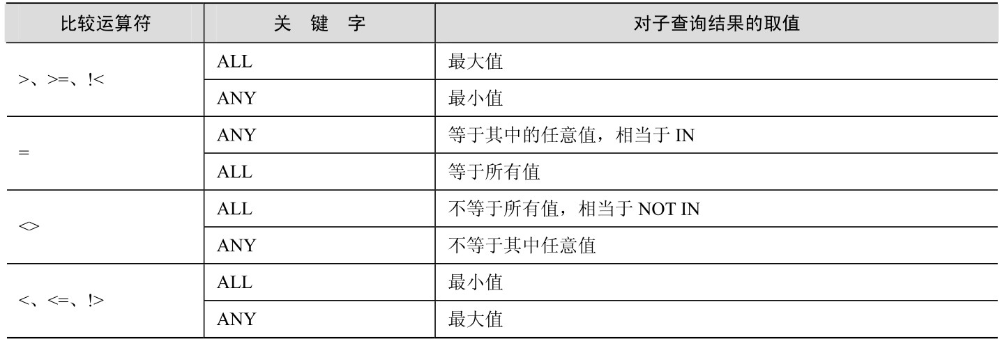 比较运算符 关 键 字 对子查询结果的取值
>、>=、!< ALL 最大值
ANY 最小值
= ANY 等于其中的任意值，相当于 IN
ALL 等于所有值
<> ALL 不等于所有值，相当于 NOT IN
ANY 不等于其中任意值
<、<=、!> ALL 最小值
ANY 最大值